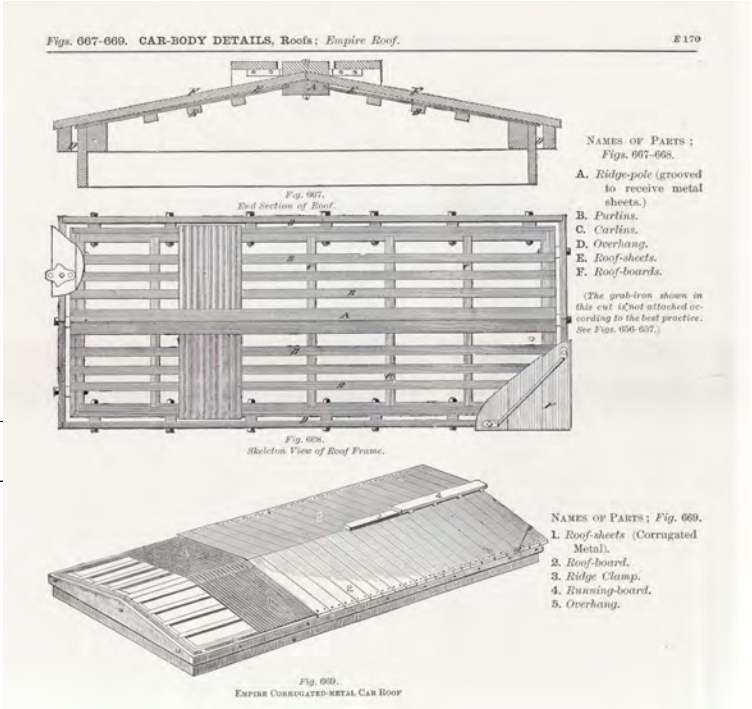 Figs. 667-669. CAR-BODY DETAILS, Roofs; Empire Roof.
E 170
Fig. 667.
End Section of Roof.
NAMES OF PARTS;
Figs. 667-668.
A. Ridge-pole (grooved
to receive metal
sheets.)
B. Purlins.
C. Carlins.
D. Overhang.
E. Roof-sheets.
F. Roof-boards.
(The grab-iron shown in
this cut is not attached ac-
cording to the best practice.
See Figs. 656-657.)
Fig. 668.
Skeleton View of Roof Frame.
NAMES OF PARTS; Fig. 669.
1. Roof-sheets (Corrugated
Metal).
2. Roof-board.
3. Ridge Clamp.
4. Running-board.
5. Overhang.
Fig. 669.
EMPIRE CORRUGATED-METAL CAR ROOF